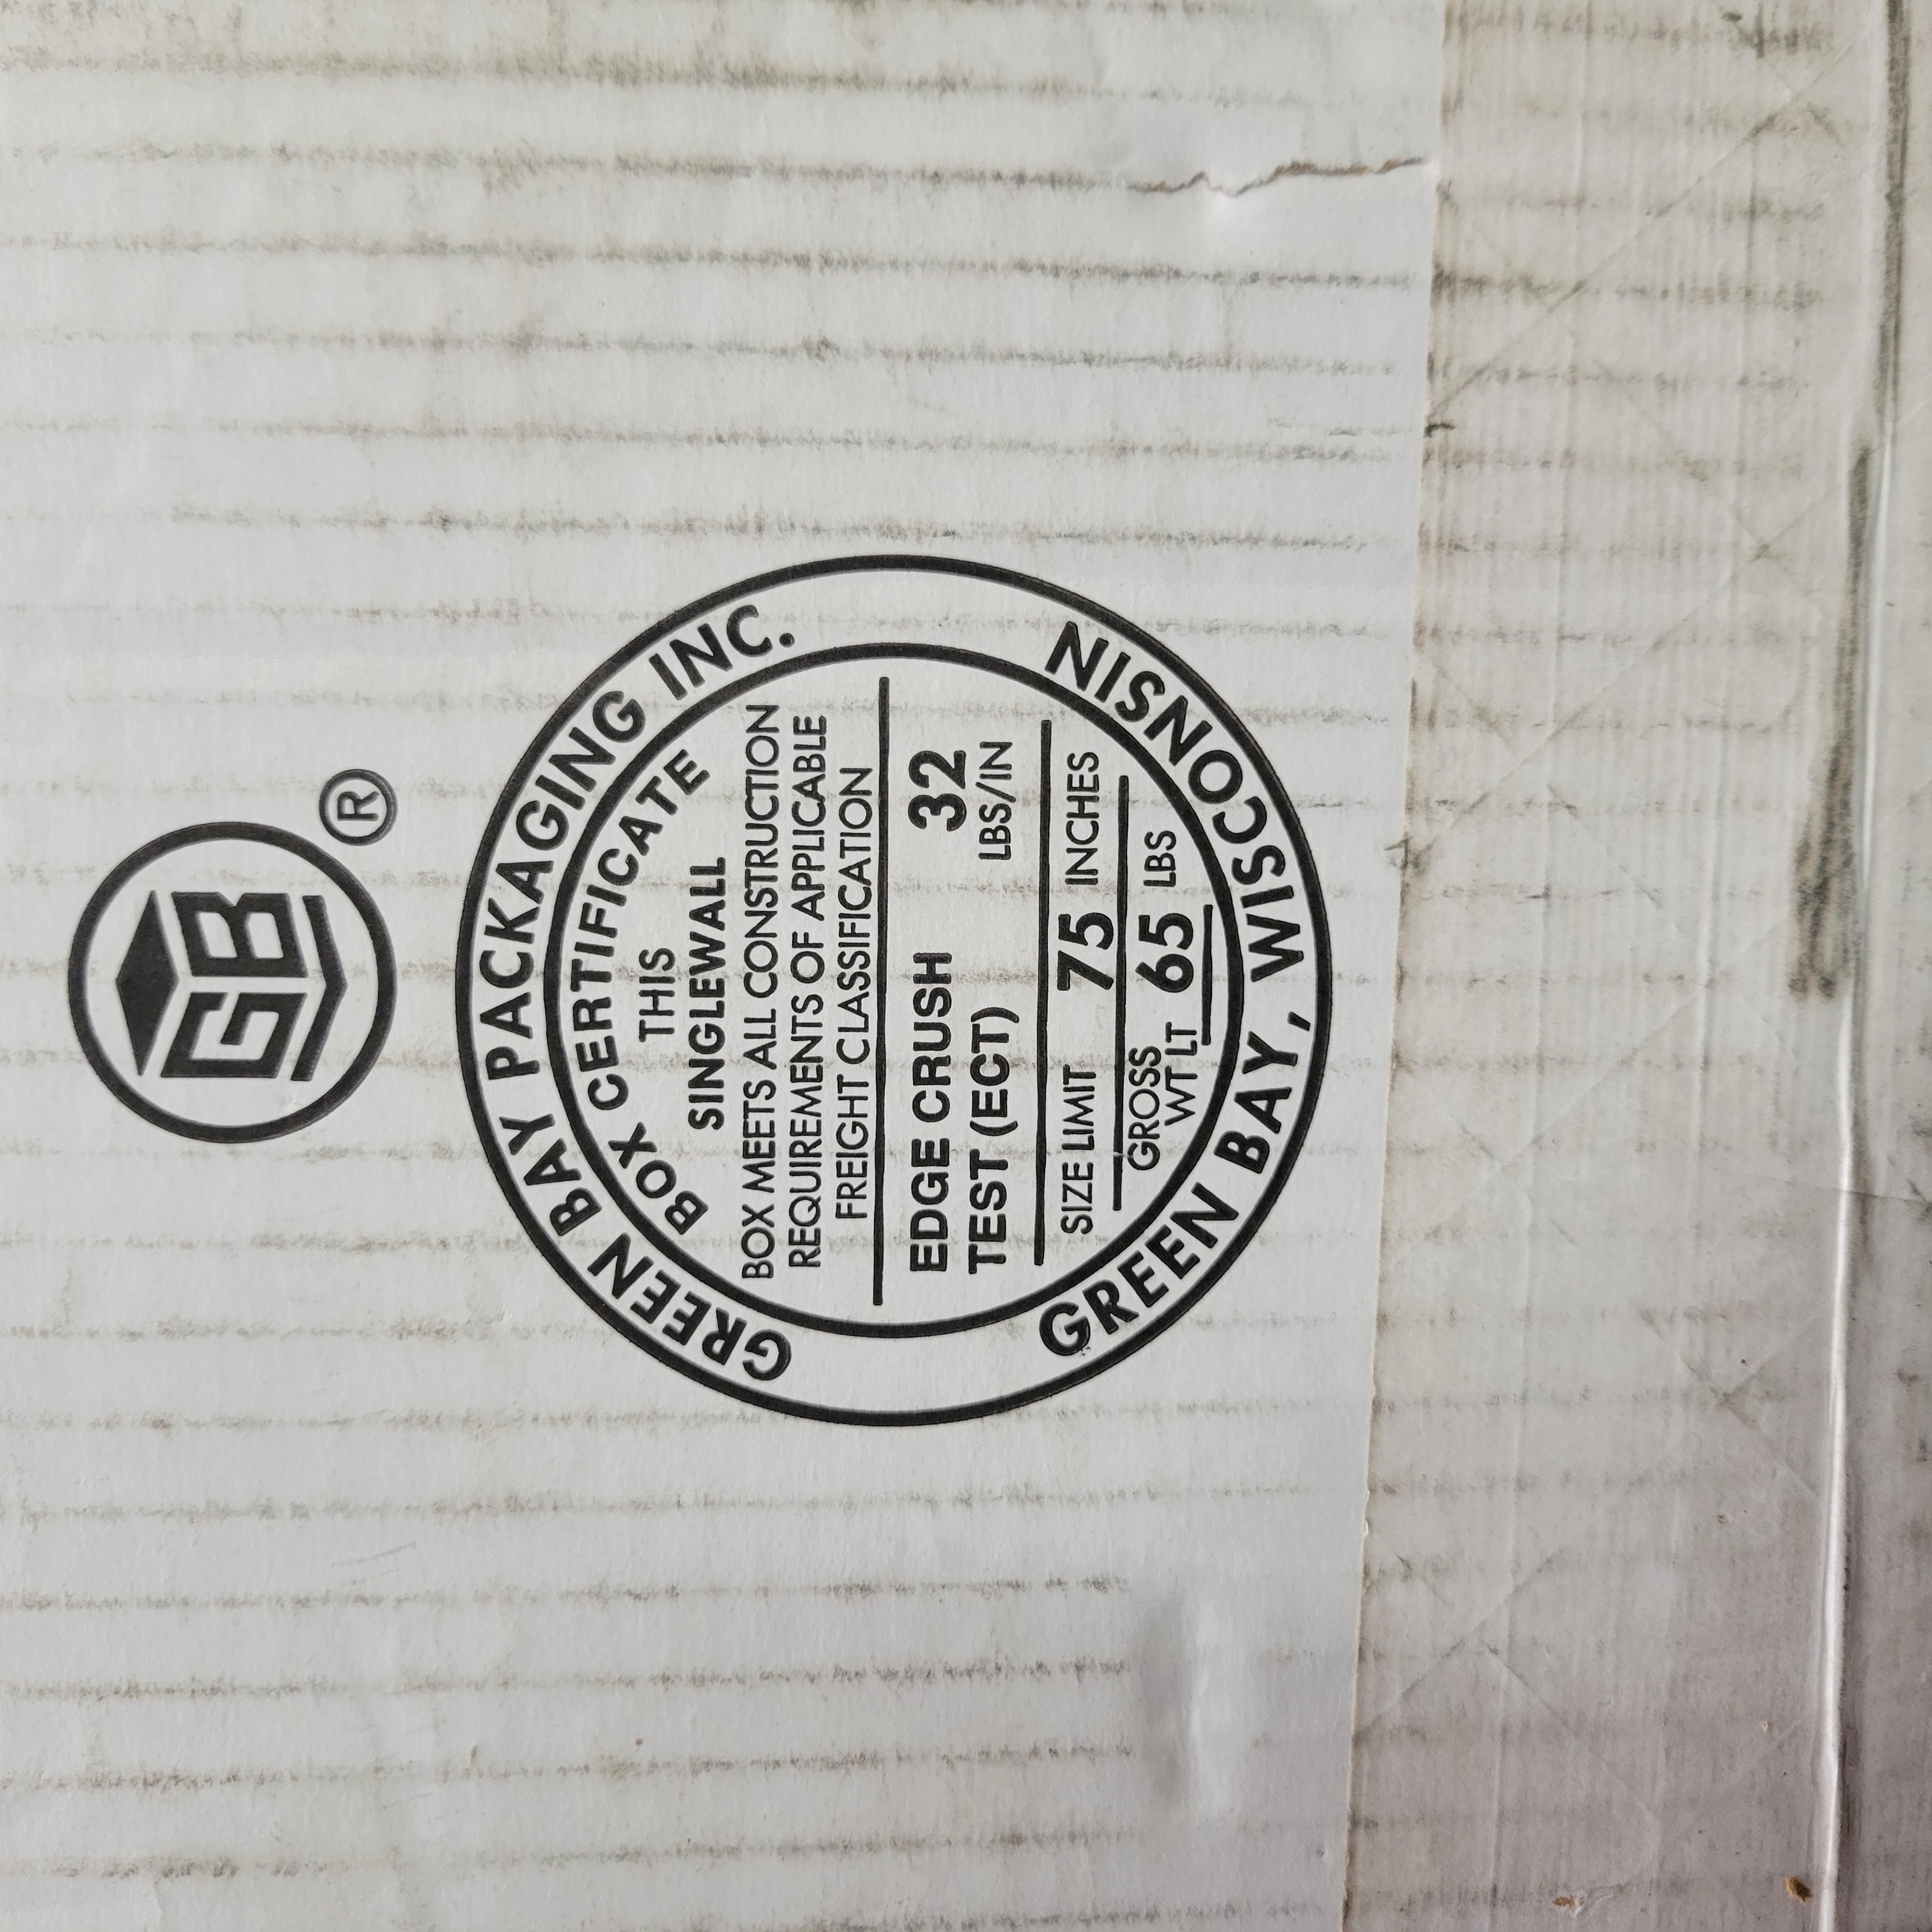 GB
®
GREEN BAY PACKAGING INC.
BOX CERTIFICATE
THIS
SINGLEWALL
BOX MEETS ALL CONSTRUCTION
REQUIREMENTS OF APPLICABLE
FREIGHT CLASSIFICATION
EDGE CRUSH 32
TEST (ECT) LBS/IN
SIZE LIMIT 75 INCHES
GROSS
WT LT 65 LBS
GREEN BAY, WISCONSIN